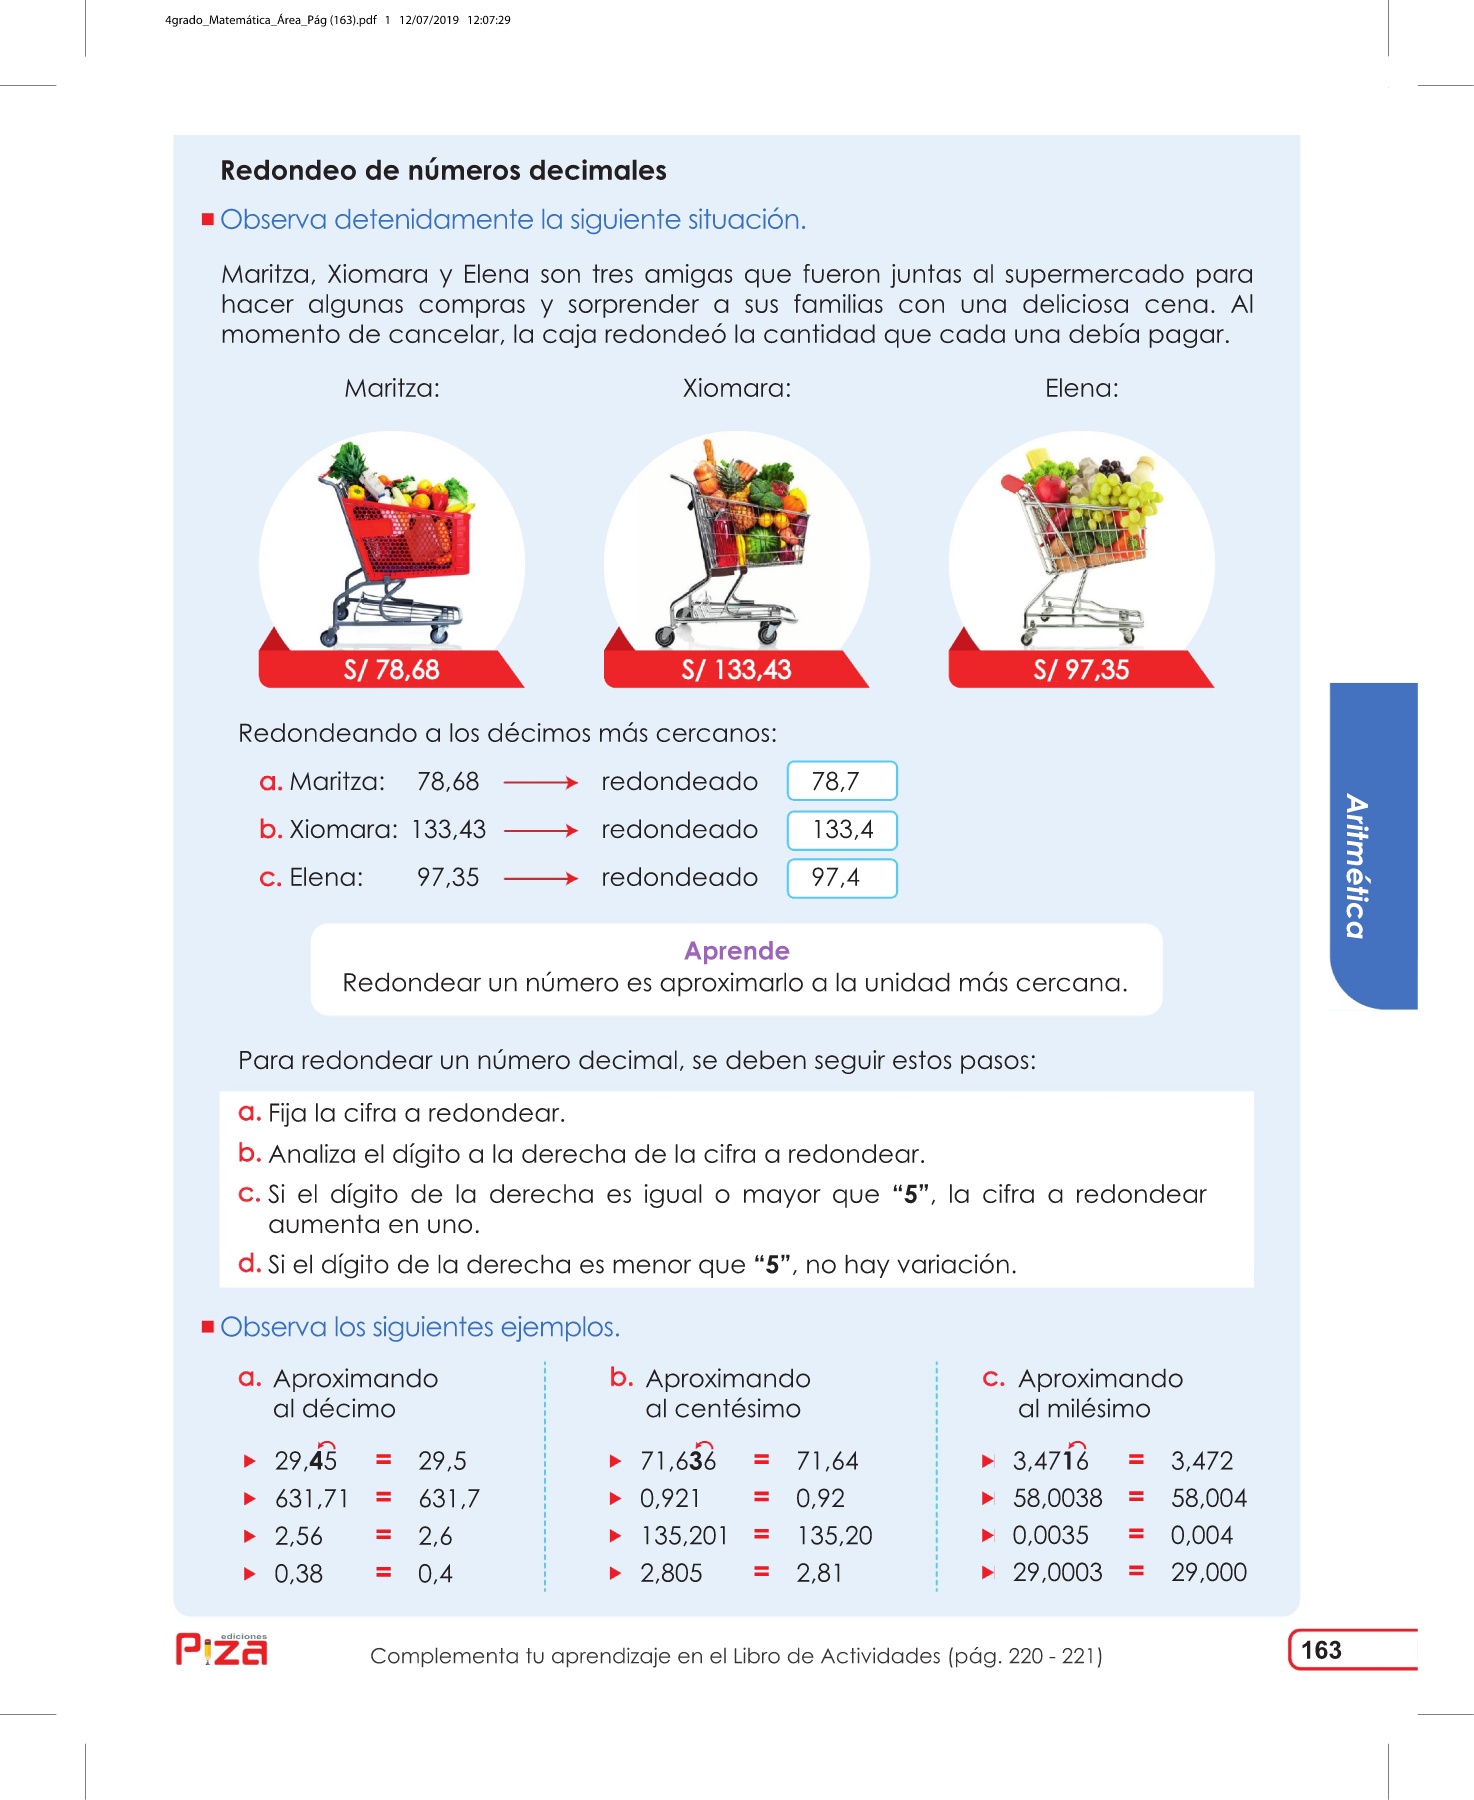 4grado_Matemática_Área_Pág (163).pdf 1 12/07/2019 12:07:29
Redondeo de números decimales
Observa detenidamente la siguiente situación.
Maritza, Xiomara y Elena son tres amigas que fueron juntas al supermercado para
hacer algunas compras y sorprender a sus familias con una deliciosa cena. Al
momento de cancelar, la caja redondeó la cantidad que cada una debía pagar.
Maritza: Xiomara: Elena:
S/ 78,68 S/ 133,43 S/ 97,35
Redondeando a los décimos más cercanos:
a. Maritza: 78,68 redondeado 78,7
b. Xiomara: 133,43 redondeado 133,4
c. Elena: 97,35 redondeado 97,4
Aritmética
Aprende
Redondear un número es aproximarlo a la unidad más cercana.
Para redondear un número decimal, se deben seguir estos pasos:
a. Fija la cifra a redondear.
b. Analiza el dígito a la derecha de la cifra a redondear.
c. Si el dígito de la derecha es igual o mayor que “5”, la cifra a redondear
aumenta en uno.
d. Si el dígito de la derecha es menor que “5”, no hay variación.
Observa los siguientes ejemplos.
a. Aproximando
al décimo
29,45 = 29,5
631,71 = 631,7
2,56 = 2,6
0,38 = 0,4
b. Aproximando
al centésimo
71,636 = 71,64
0,921 = 0,92
135,201 = 135,20
2,805 = 2,81
c. Aproximando
al milésimo
3,4716 = 3,472
58,0038 = 58,004
0,0035 = 0,004
29,0003 = 29,000
ediciones
Piza
Complementa tu aprendizaje en el Libro de Actividades (pág. 220 - 221)
163